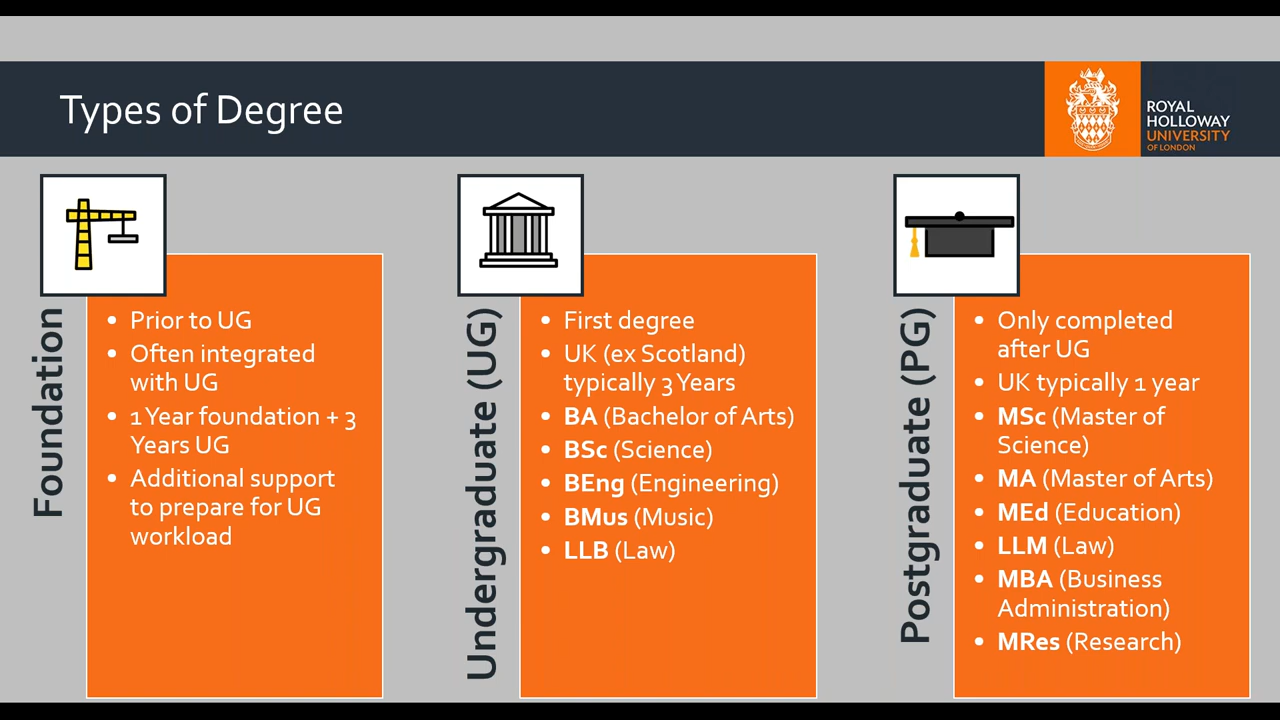 Types of Degree
ROYAL
HOLLOWAY
UNIVERSITY
OF LONDON
Foundation
• Prior to UG
• Often integrated
with UG
• 1 Year foundation + 3
Years UG
• Additional support
to prepare for UG
workload
Undergraduate (UG)
• First degree
• UK (ex Scotland)
typically 3 Years
• BA (Bachelor of Arts)
• BSc (Science)
• BEng (Engineering)
• BMus (Music)
• LLB (Law)
Postgraduate (PG)
• Only completed
after UG
• UK typically 1 year
• MSc (Master of
Science)
• MA (Master of Arts)
• MEd (Education)
• LLM (Law)
• MBA (Business
Administration)
• MRes (Research)